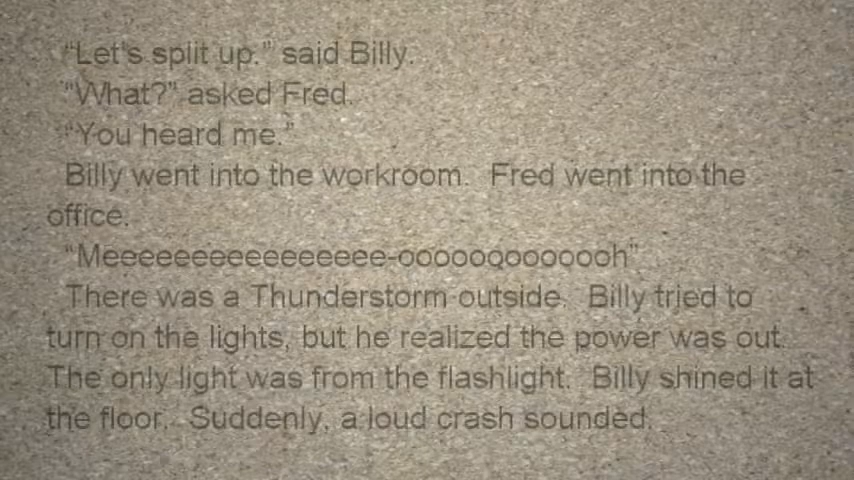 “Let's split up.” said Billy.
“What?” asked Fred.
“You heard me.”
Billy went into the workroom.  Fred went into the
office.
“Meeeeeeeeeeeeeeee-ooooooooooooh”
There was a Thunderstorm outside.  Billy tried to
turn on the lights, but he realized the power was out.
The only light was from the flashlight.  Billy shined it at
the floor.  Suddenly, a loud crash sounded.